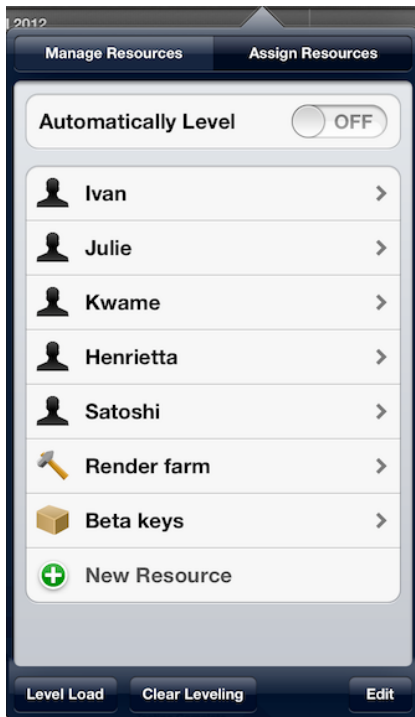 2012
Manage Resources Assign Resources
Automatically Level OFF
Ivan
Julie
Kwame
Henrietta
Satoshi
Render farm
Beta keys
New Resource
Level Load Clear Leveling Edit